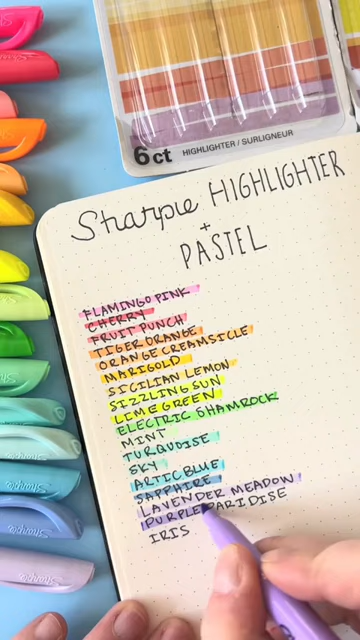 6ct HIGHLIGHTER / SURLIGNEUR
Sharpie HIGHLIGHTER
+
PASTEL
FLAMINGO PINK
CHERRY
FRUIT PUNCH
TIGER ORANGE
ORANGE CREAMSICLE
MARIGOLD
SICILIAN LEMON
SIZZLING SUN
LIME GREEN
ELECTRIC SHAMROCK
MINT
TURQUOISE
SKY
ARTIC BLUE
SAPPHIRE
LAVENDER MEADOW
PURPLE PARIDISE
IRIS